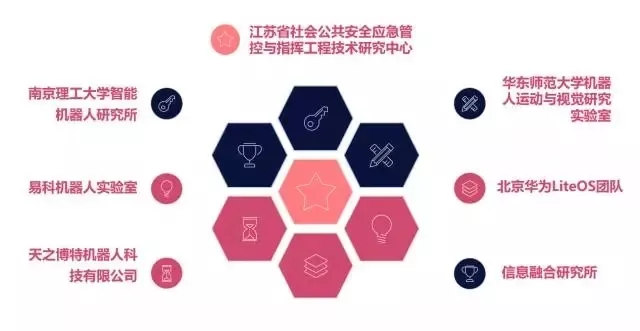 江苏省社会公共安全应急管
控与指挥工程技术研究中心
南京理工大学智能
机器人研究所
华东师范大学机器
人运动与视觉研究
实验室
易科机器人实验室
北京华为LiteOS团队
天之博特机器人科
技有限公司
信息融合研究所